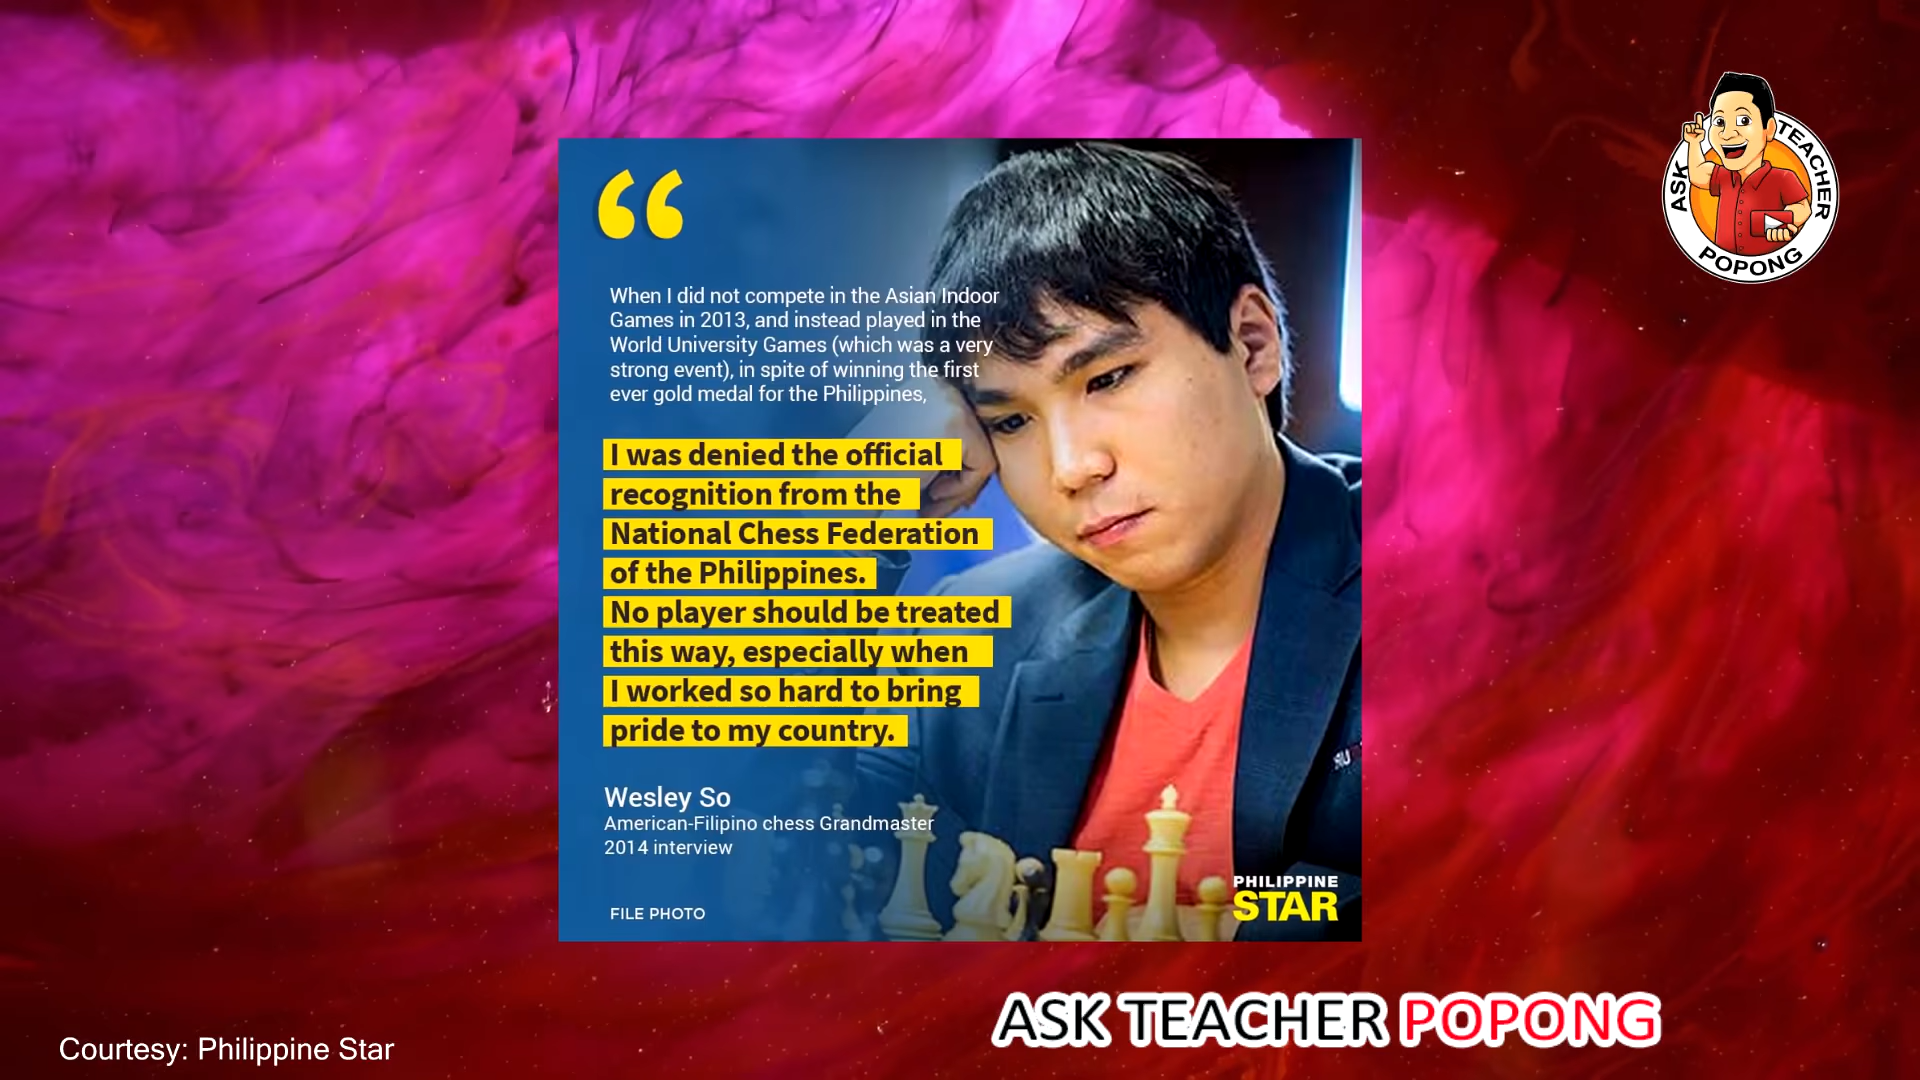 “
When I did not compete in the Asian Indoor
Games in 2013, and instead played in the
World University Games (which was a very
strong event), in spite of winning the first
ever gold medal for the Philippines,
I was denied the official
recognition from the
National Chess Federation
of the Philippines.
No player should be treated
this way, especially when
I worked so hard to bring
pride to my country.
Wesley So
American-Filipino chess Grandmaster
2014 interview
FILE PHOTO
PHILIPPINE
STAR
ASK TEACHER
POPONG
ASK TEACHER POPONG
Courtesy: Philippine Star